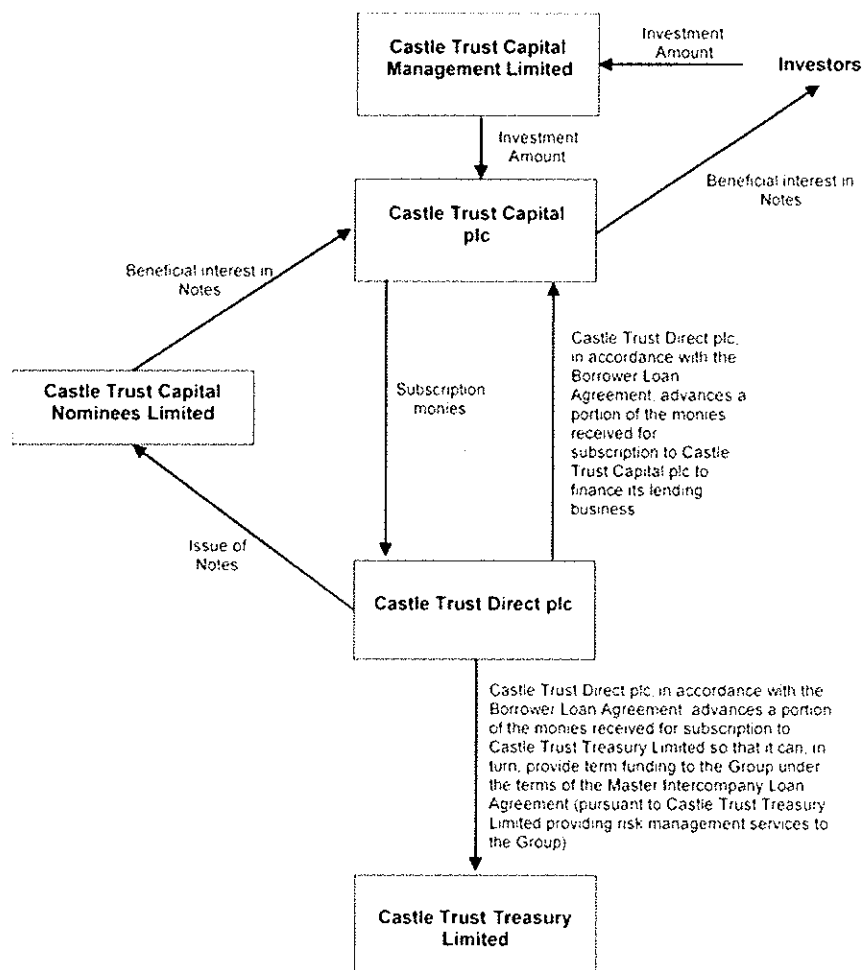 Castle Trust Capital
Management Limited
Investment
Amount
Investors
Investment
Amount
Castle Trust Capital
plc
Beneficial interest in
Notes
Beneficial interest in
Notes
Castle Trust Capital
Nominees Limited
Subscription
monies
Castle Trust Direct plc,
in accordance with the
Borrower Loan
Agreement, advances a
portion of the monies
received for
subscription to Castle
Trust Capital plc to
finance its lending
business
Issue of
Notes
Castle Trust Direct plc
Castle Trust Direct plc, in accordance with the
Borrower Loan Agreement, advances a portion
of the monies received for subscription to
Castle Trust Treasury Limited so that it can, in
turn, provide term funding to the Group under
the terms of the Master Intercompany Loan
Agreement (pursuant to Castle Trust Treasury
Limited providing risk management services to
the Group)
Castle Trust Treasury
Limited